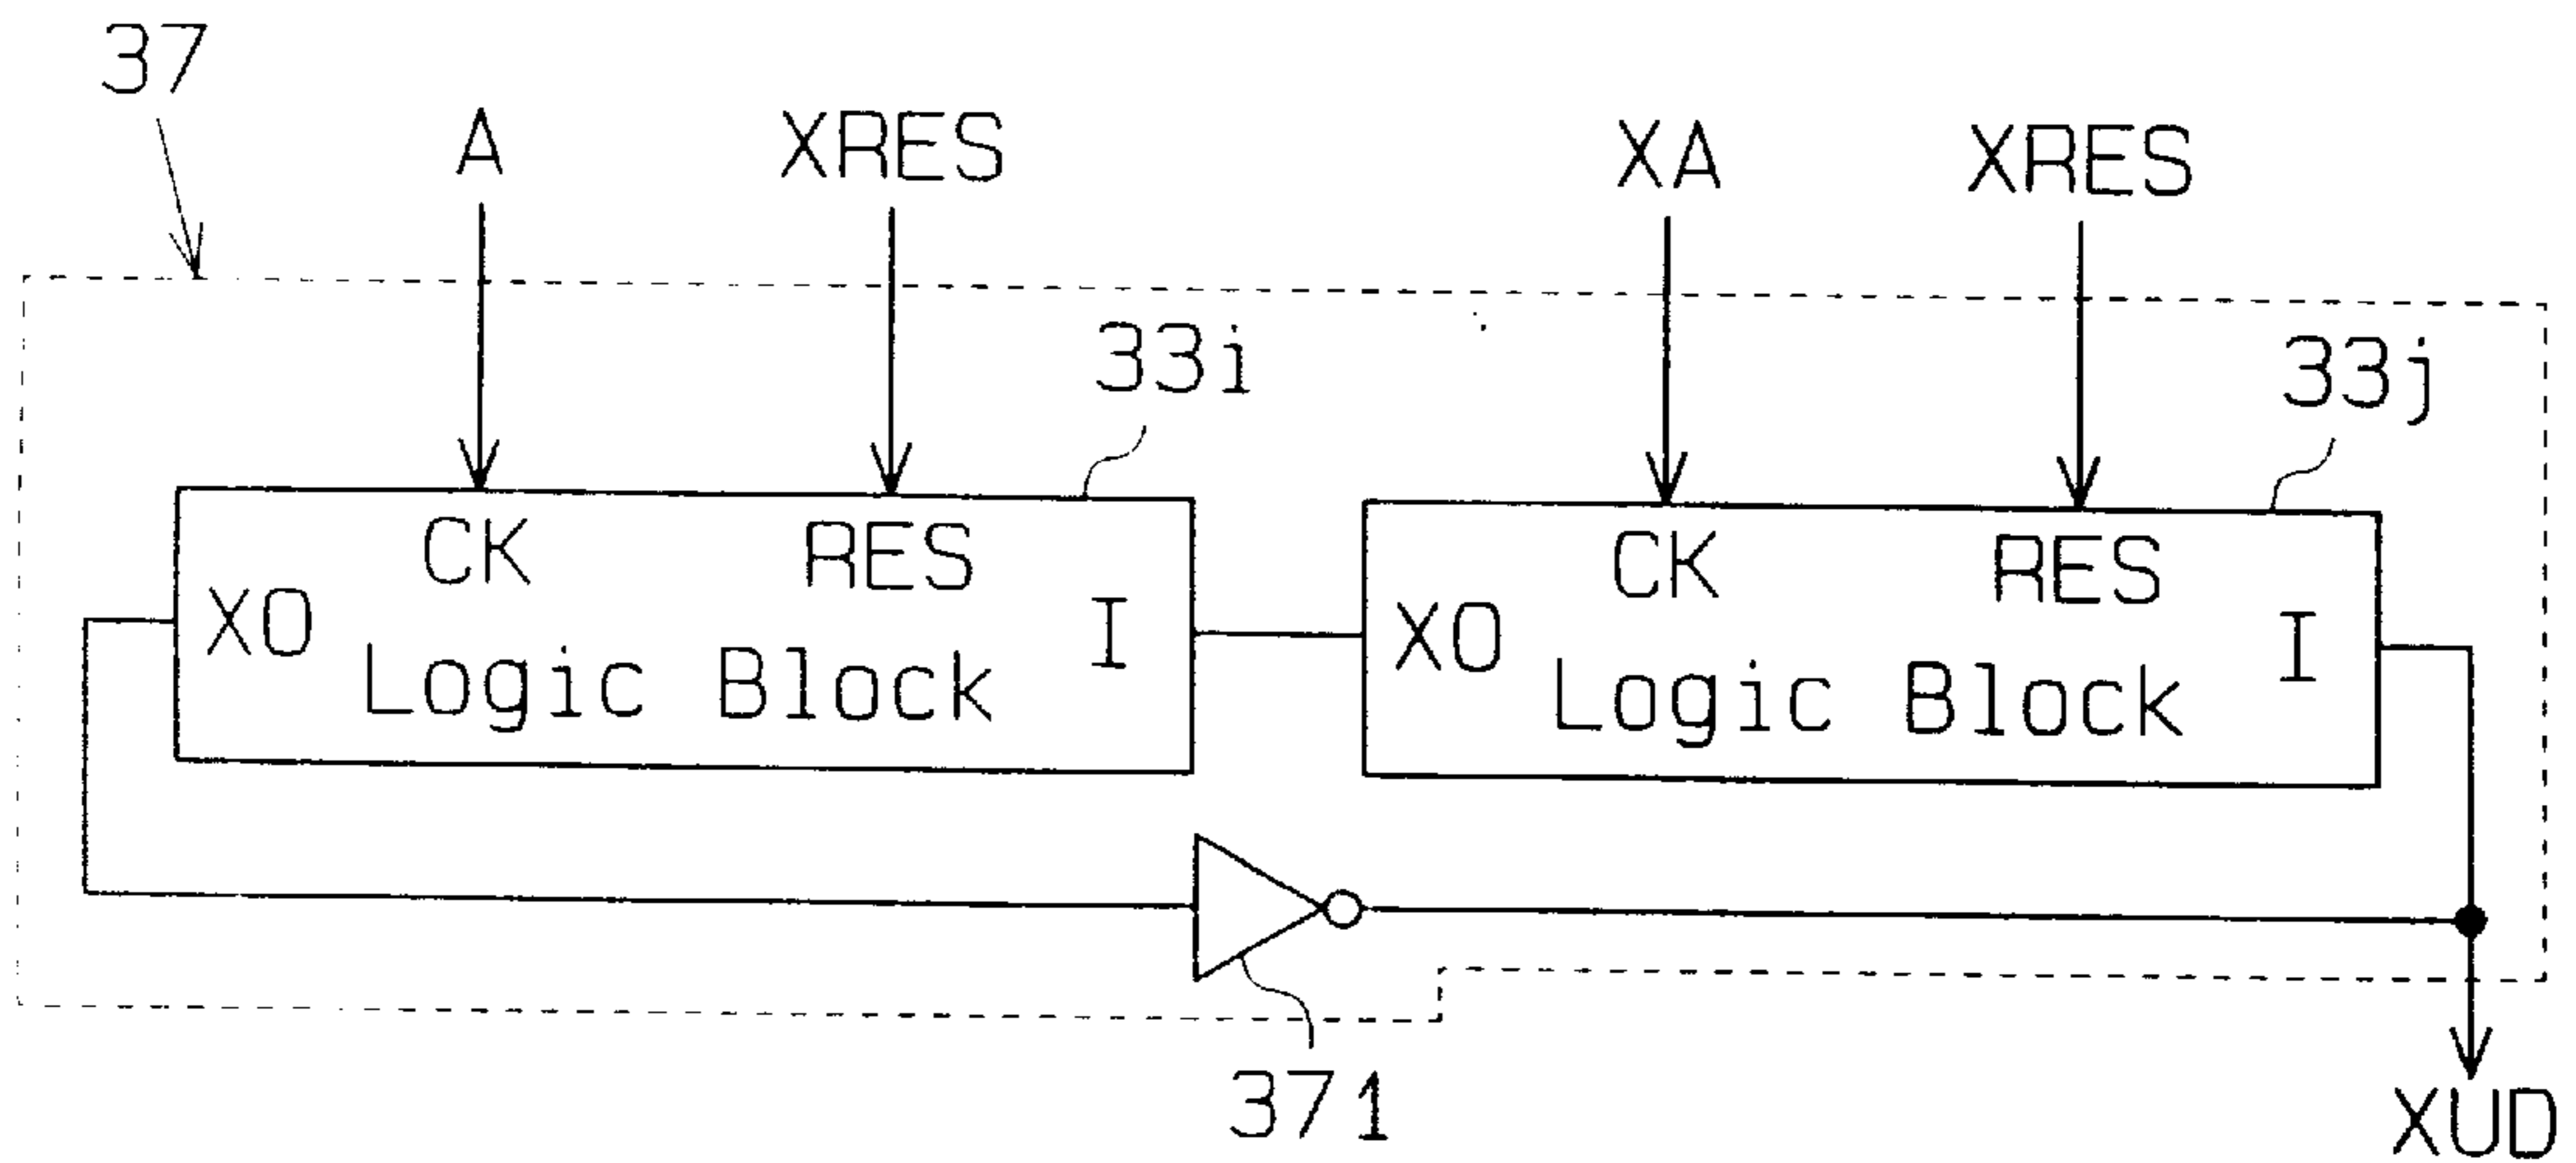 37
A
XRES
XA
XRES
33i
33j
CK
RES
XO
I
Logic Block
CK
RES
XO
I
Logic Block
371
XUD